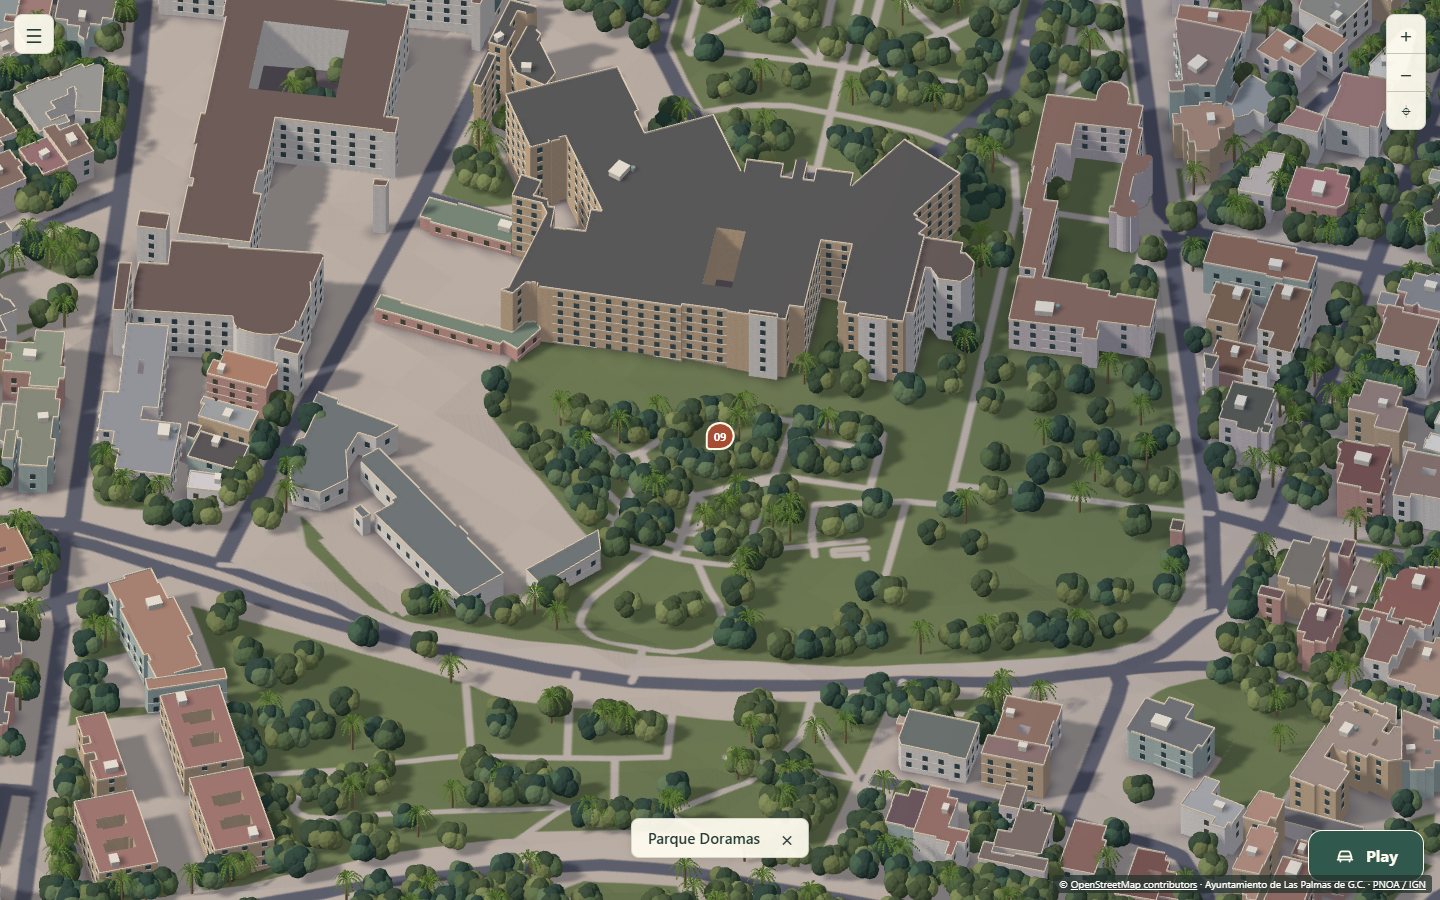 09
Parque Doramas ×
Play
© OpenStreetMap contributors · Ayuntamiento de Las Palmas de G.C. · PNOA / IGN